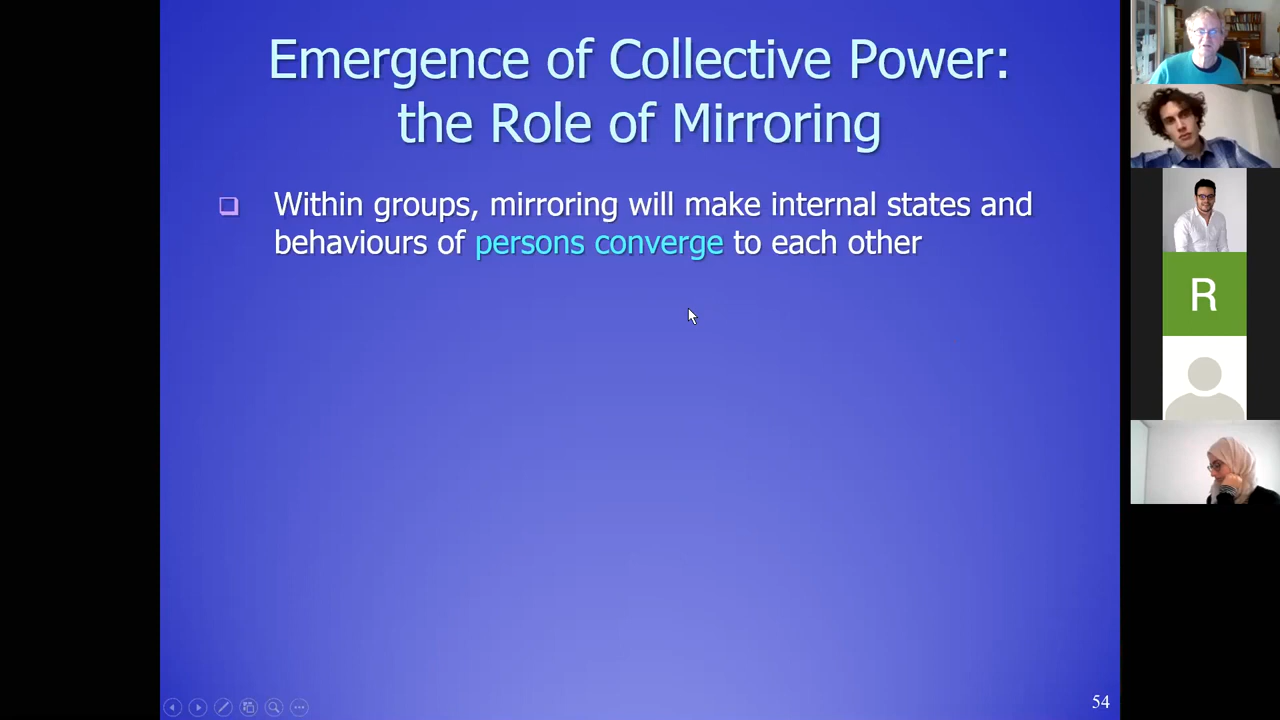 Emergence of Collective Power:
the Role of Mirroring
Within groups, mirroring will make internal states and
behaviours of persons converge to each other
R
54